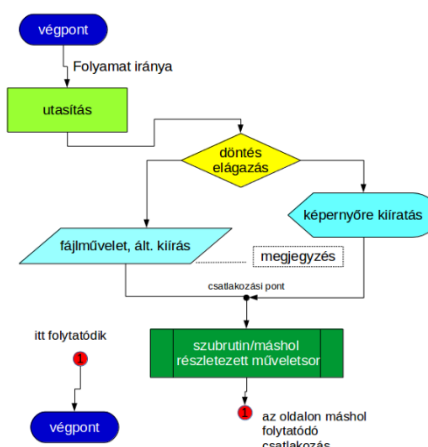 végpont
Folyamat iránya
utasítás
döntés
elágazás
képernyőre kiíratás
fájlművelet, ált. kiírás
megjegyzés
csatlakozási pont
itt folytatódik
1
szubrutin/máshol
részletezett műveletsor
végpont
1
az oldalon máshol
folytatódó
csatlakozás